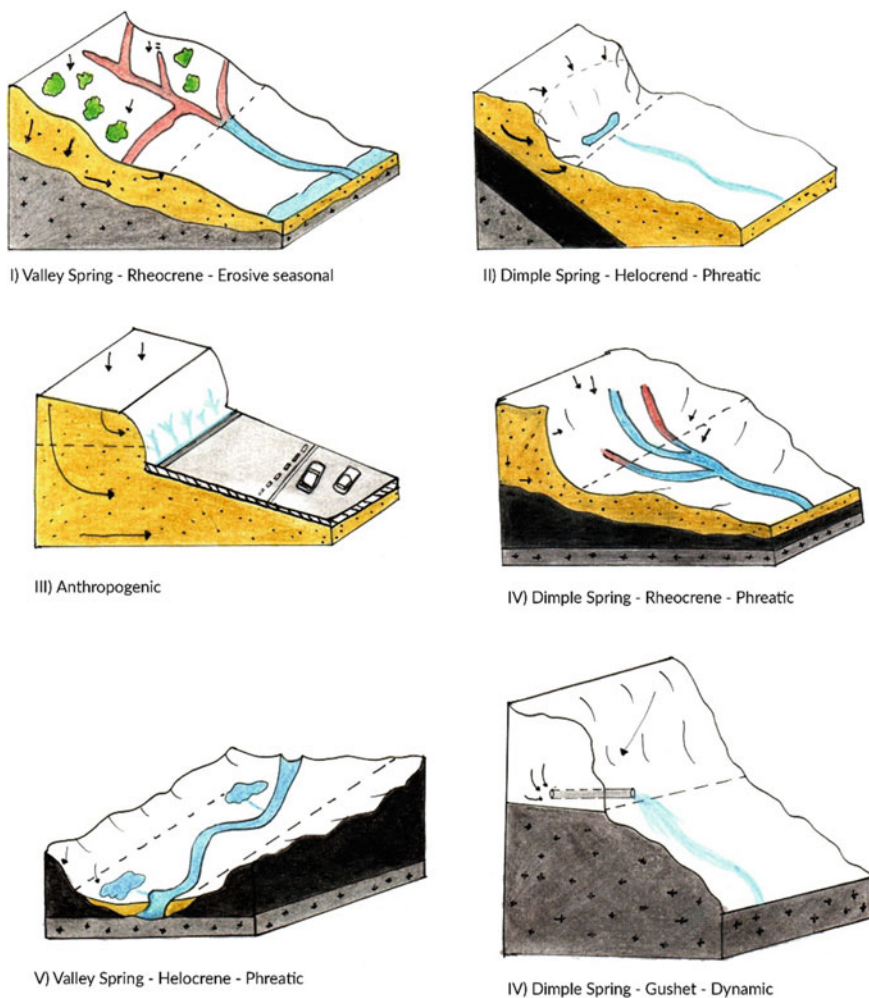 I) Valley Spring - Rheocrene - Erosive seasonal
II) Dimple Spring - Helocrend - Phreatic
III) Anthropogenic
IV) Dimple Spring - Rheocrene - Phreatic
V) Valley Spring - Helocrene - Phreatic
IV) Dimple Spring - Gushet - Dynamic